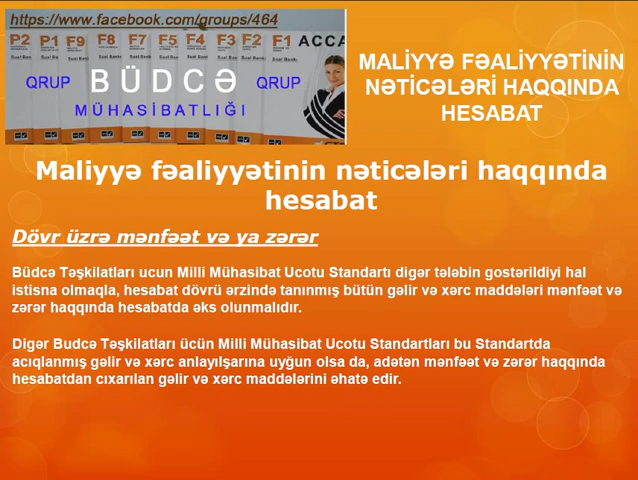 https://www.facebook.com/groups/464
P2 P1 F9 F8 F7 F5 F4 F3 F2 F1 ACCA
QRUP BÜDCƏ QRUP
MÜHASİBATLIĞI
MALİYYƏ FƏALİYYƏTİNİN
NƏTİCƏLƏRİ HAQQINDA
HESABAT
Maliyyə fəaliyyətinin nəticələri haqqında
hesabat
Dövr üzrə mənfəət və ya zərər
Büdcə Təşkilatları ucun Milli Mühasibat Ucotu Standartı digər tələbin gostərildiyi hal
istisna olmaqla, hesabat dövrü ərzində tanınmış bütün gəlir və xərc maddələri mənfəət və
zərər haqqında hesabatda əks olunmalıdır.
Digər Budcə Təşkilatları ücün Milli Mühasibat Ucotu Standartları bu Standartda
acıqlanmış gəlir və xərc anlayılşarına uyğun olsa da, adətən mənfəət və zərər haqqında
hesabatdan cıxarılan gəlir və xərc maddələrini əhatə edir.